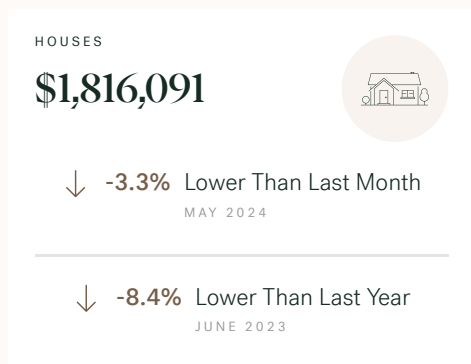 HOUSES
$1,816,091
-3.3% Lower Than Last Month
MAY 2024
-8.4% Lower Than Last Year
JUNE 2023